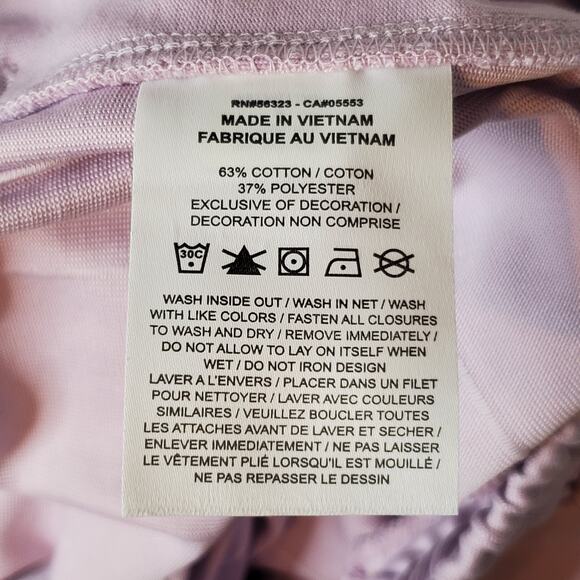 RN#56323 - CA#05553
MADE IN VIETNAM
FABRIQUE AU VIETNAM
63% COTTON / COTON
37% POLYESTER
EXCLUSIVE OF DECORATION /
DECORATION NON COMPRISE
30C
WASH INSIDE OUT / WASH IN NET / WASH
WITH LIKE COLORS / FASTEN ALL CLOSURES
TO WASH AND DRY / REMOVE IMMEDIATELY /
DO NOT ALLOW TO LAY ON ITSELF WHEN
WET / DO NOT IRON DESIGN
LAVER A L'ENVERS / PLACER DANS UN FILET
POUR NETTOYER / LAVER AVEC COULEURS
SIMILAIRES / VEUILLEZ BOUCLER TOUTES
LES ATTACHES AVANT DE LAVER ET SECHER /
ENLEVER IMMEDIATEMENT / NE PAS LAISSER
LE VÊTEMENT PLIÉ LORSQU'IL EST MOUILLÉ /
NE PAS REPASSER LE DESSIN